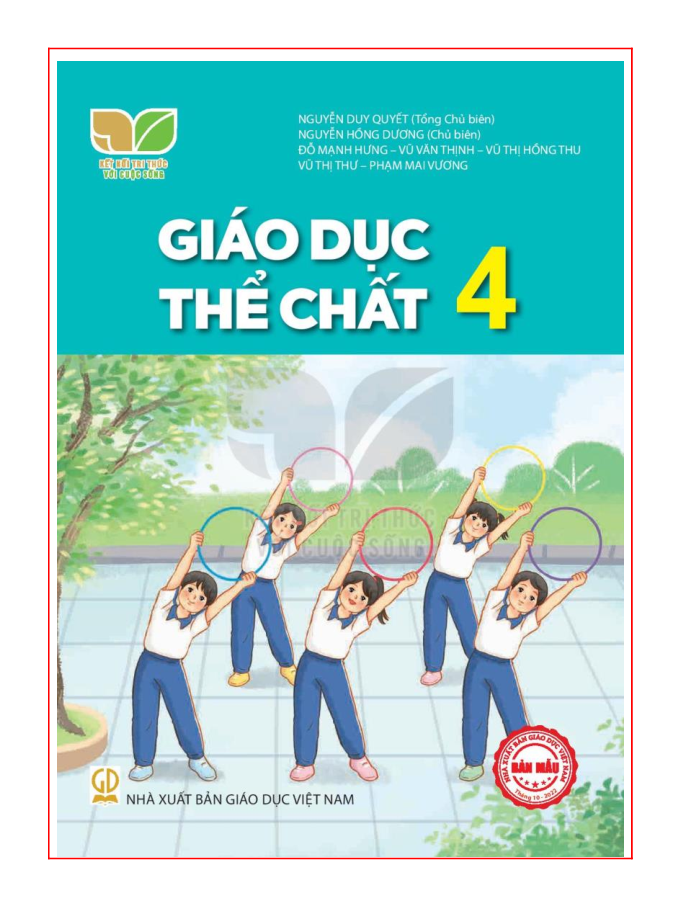 KẾT NỐI TRI THỨC
VỚI CUỘC SỐNG
NGUYỄN DUY QUYẾT (Tổng Chủ biên)
NGUYỄN HỒNG DƯƠNG (Chủ biên)
ĐỖ MẠNH HÙNG – VŨ VĂN THỊNH – VŨ THỊ HỒNG THU
VŨ THỊ THƯ – PHẠM MAI VƯƠNG
GIÁO DỤC
THỂ CHẤT 4
KẾT NỐI TRI THỨC
VỚI CUỘC SỐNG
NHÀ XUẤT BẢN GIÁO DỤC VIỆT NAM
BẢN MẪU
Tháng 10 - 2022
GD
NHÀ XUẤT BẢN GIÁO DỤC VIỆT NAM